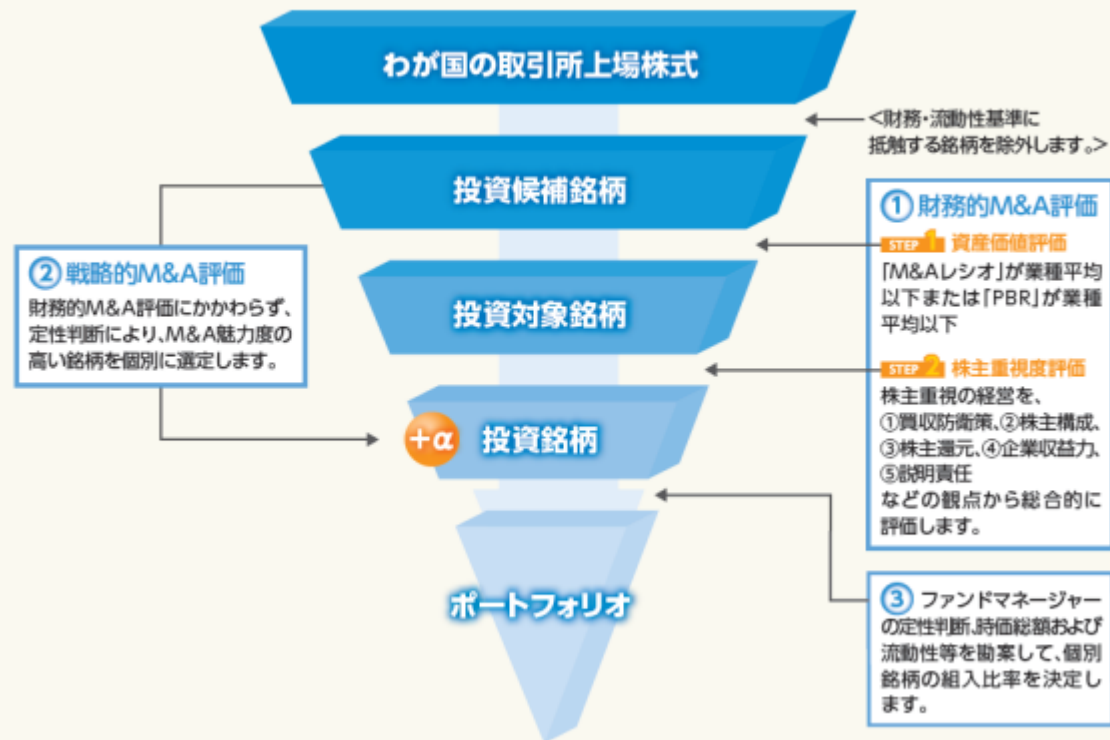 わが国の取引所上場株式
<財務・流動性基準に
抵触する銘柄を除外します。>
投資候補銘柄
①財務的M&A評価
STEP 1 資産価値評価
「M&Aレシオ」が業種平均
以下または「PBR」が業種
平均以下
②戦略的M&A評価
財務的M&A評価にかかわらず、
定性判断により、M&A魅力度の
高い銘柄を個別に選定します。
投資対象銘柄
STEP 2 株主重視度評価
株主重視の経営を、
①買収防衛策、②株主構成、
③株主還元、④企業収益力、
⑤説明責任
などの観点から総合的に
評価します。
+α 投資銘柄
③ ファンドマネージャー
の定性判断、時価総額および
流動性等を勘案して、個別
銘柄の組入比率を決定し
ます。
ポートフォリオ